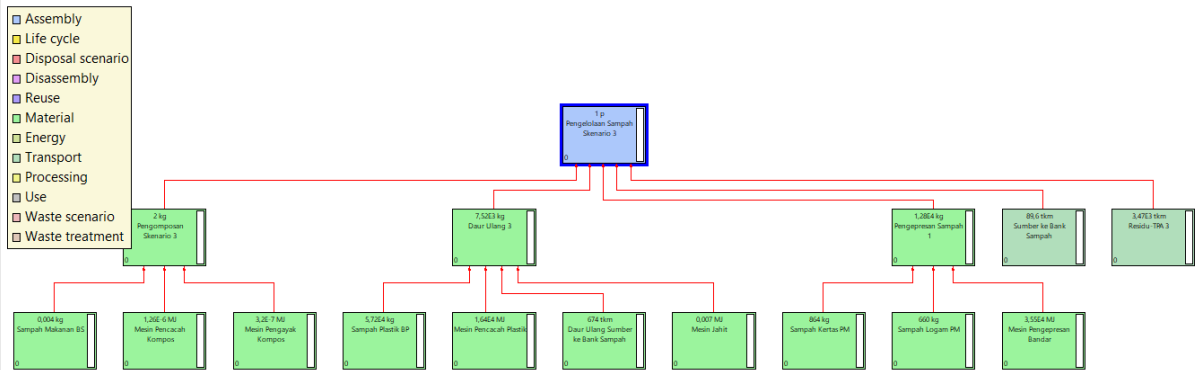 Assembly
Life cycle
Disposal scenario
Disassembly
Reuse
Material
Energy
Transport
Processing
Use
Waste scenario
Waste treatment
1 p
Pengelolaan Sampah
Skenario 3
0
2 kg
Pengomposan
Skenario 3
0
7,52E3 kg
Daur Ulang 3
0
1,28E4 kg
Pengepresan Sampah
1
0
89,6 tkm
Sumber ke Bank
Sampah
0
3,47E3 tkm
Residu-TPA 3
0
0,004 kg
Sampah Makanan BS
0
1,26E-6 MJ
Mesin Pencacah
Kompos
0
3,2E-7 MJ
Mesin Pengayak
Kompos
0
5,72E4 kg
Sampah Plastik BP
0
1,64E4 MJ
Mesin Pencacah Plastik
0
674 tkm
Daur Ulang Sumber
ke Bank Sampah
0
0,007 MJ
Mesin Jahit
0
864 kg
Sampah Kertas PM
0
660 kg
Sampah Logam PM
0
3,55E4 MJ
Mesin Pengepresan
Bandar
0